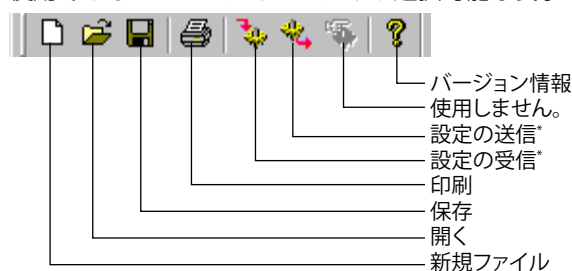 バージョン情報
使用しません。
設定の送信*
設定の受信*
印刷
保存
開く
新規ファイル